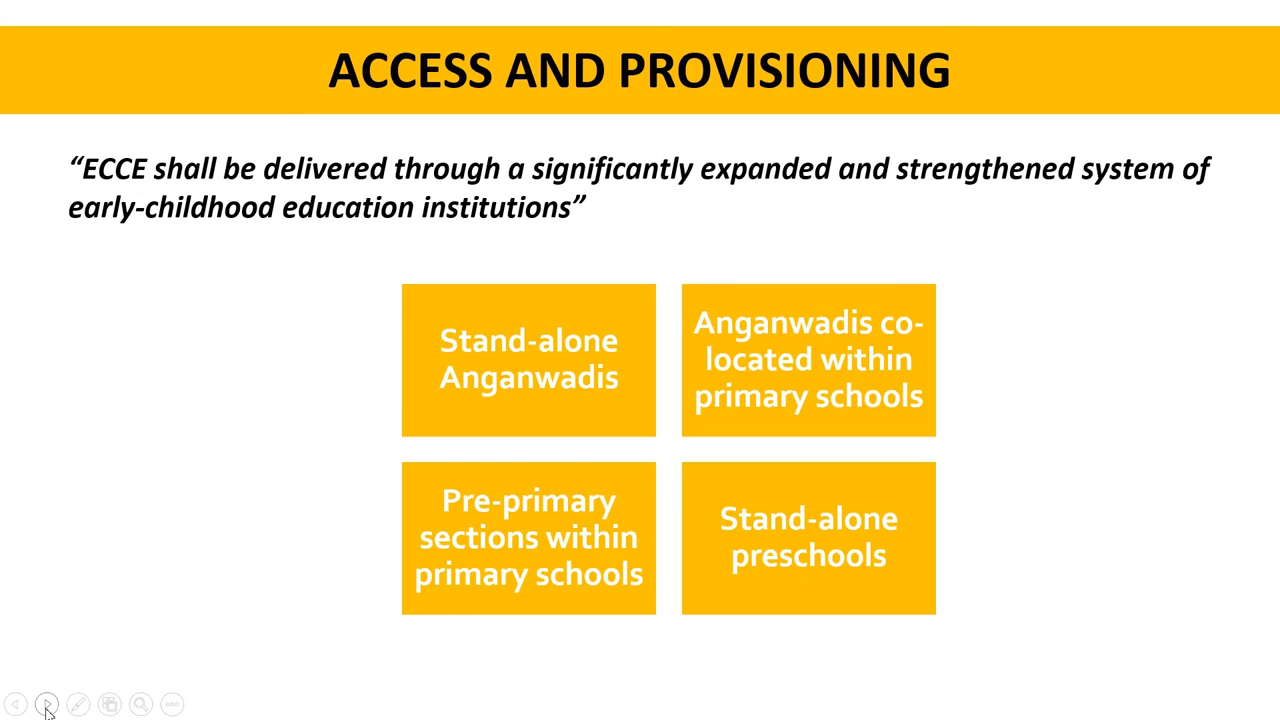 ACCESS AND PROVISIONING
“ECCE shall be delivered through a significantly expanded and strengthened system of
early-childhood education institutions”
Stand-alone
Anganwadis
Anganwadis co-
located within
primary schools
Pre-primary
sections within
primary schools
Stand-alone
preschools